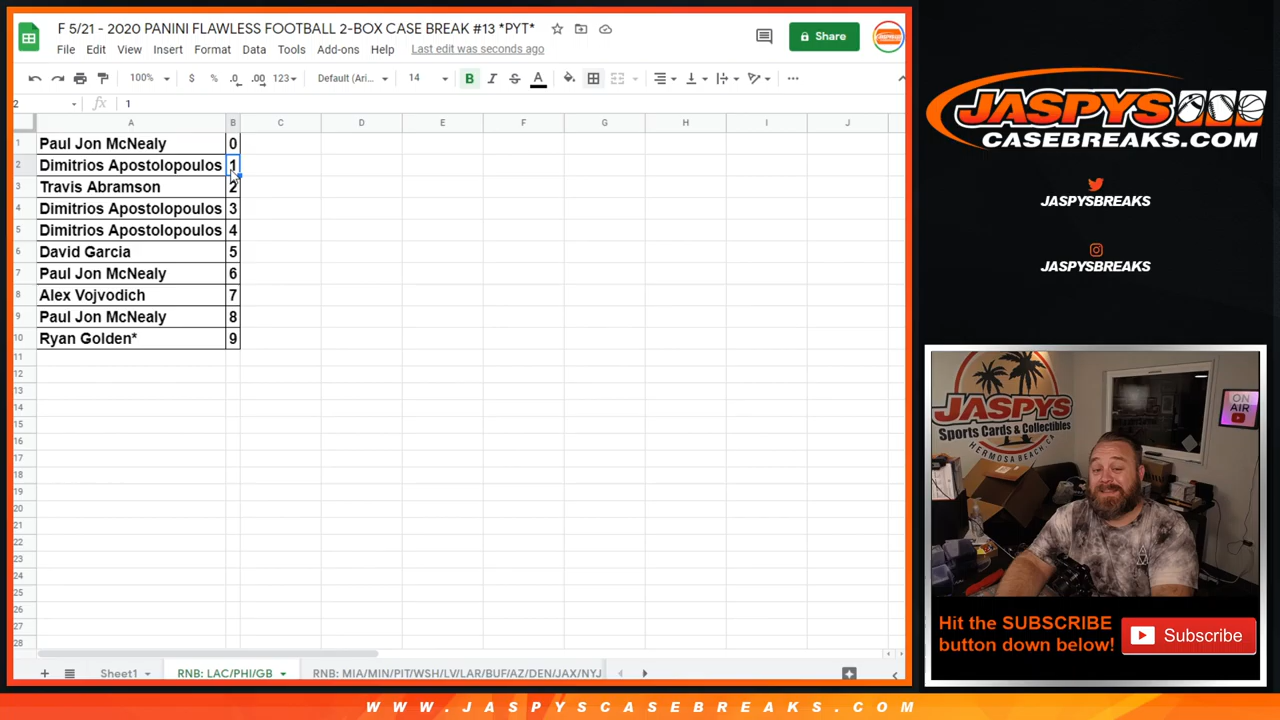 F 5/21 - 2020 PANINI FLAWLESS FOOTBALL 2-BOX CASE BREAK #13 *PYT*
Share
File Edit View Insert Format Data Tools Add-ons Help Last edit was seconds ago
100% $ % .0 .00 123 Default (Ari... 14 B I S A
2 fx 1
A B C D E F G H I J
1 Paul Jon McNealy 0
2 Dimitrios Apostolopoulos 1
3 Travis Abramson 2
4 Dimitrios Apostolopoulos 3
5 Dimitrios Apostolopoulos 4
6 David Garcia 5
7 Paul Jon McNealy 6
8 Alex Vojvodich 7
9 Paul Jon McNealy 8
10 Ryan Golden* 9
11
12
13
14
15
16
17
18
19
20
21
22
23
24
25
26
27
28
Sheet1 RNB: LAC/PHI/GB RNB: MIA/MIN/PIT/WSH/LV/LAR/BUF/AZ/DEN/JAX/NYJ
JASPYS
CASEBREAKS.COM
JASPYSBREAKS
JASPYSBREAKS
JASPYS
Sports Cards & Collectibles
HERMOSA BEACH, CA
ON
AIR
Hit the SUBSCRIBE
button down below!
Subscribe
WWW.JASPYSCASEBREAKS.COM